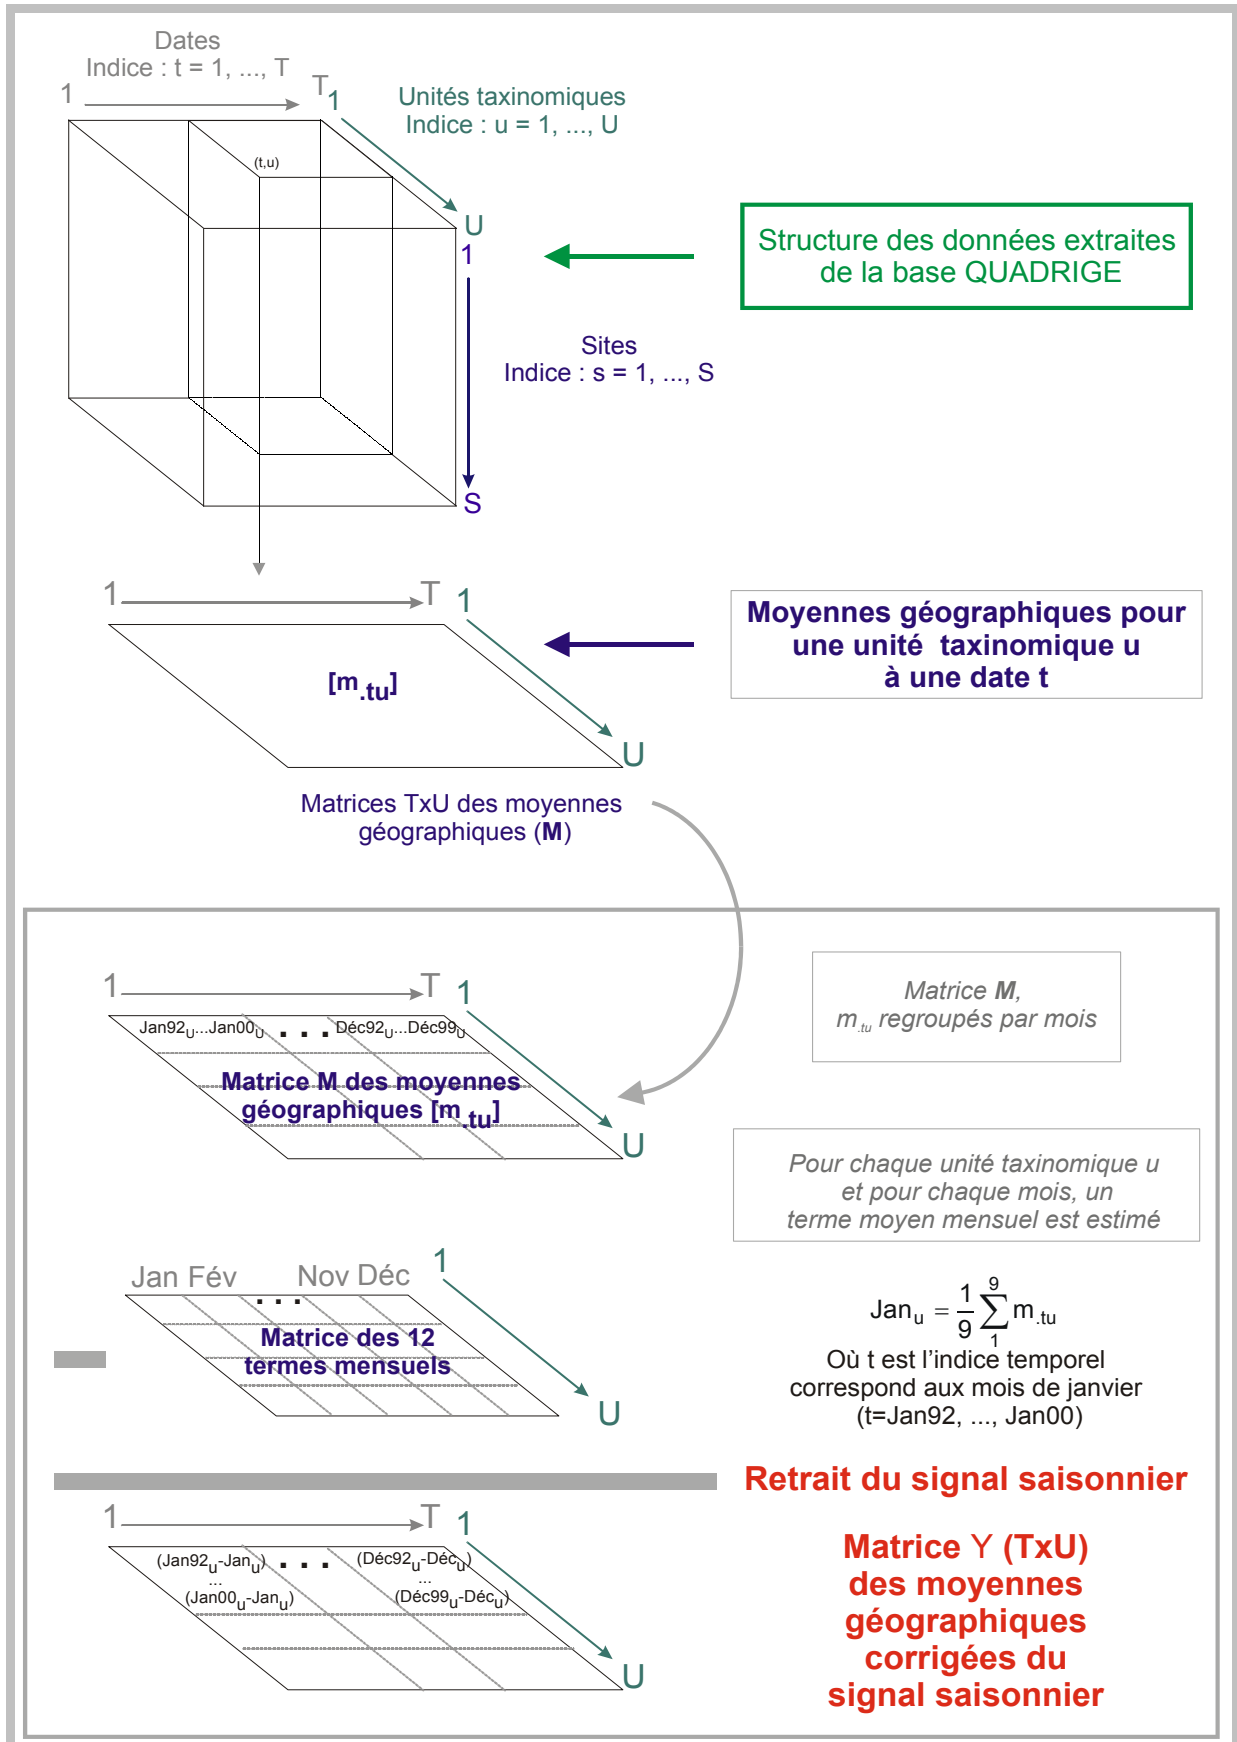 Dates
Indice : t = 1, ..., T
1
T
1
Unités taxinomiques
Indice : u = 1, ..., U
(t,u)
U
1
Structure des données extraites
de la base QUADRIGE
Sites
Indice : s = 1, ..., S
S
1
T
1
Moyennes géographiques pour
une unité taxinomique u
à une date t
[m.tu]
U
Matrices TxU des moyennes
géographiques (M)
1
T
1
Matrice M,
m.tu regroupés par mois
Jan92U...Jan00U . . . Déc92U...Déc99U
Matrice M des moyennes
géographiques [m.tu]
U
Pour chaque unité taxinomique u
et pour chaque mois, un
terme moyen mensuel est estimé
1
Jan Fév ... Nov Déc
Matrice des 12
termes mensuels
U
Janu = 1/9 ∑ 9 1 m.tu
Où t est l'indice temporel
correspond aux mois de janvier
(t=Jan92, ..., Jan00)
Retrait du signal saisonnier
1
T
1
(Jan92u-Janu) . . . (Déc92u-Décu)
... ...
(Jan00u-Janu) (Déc99u-Décu)
U
Matrice Y (TxU)
des moyennes
géographiques
corrigées du
signal saisonnier